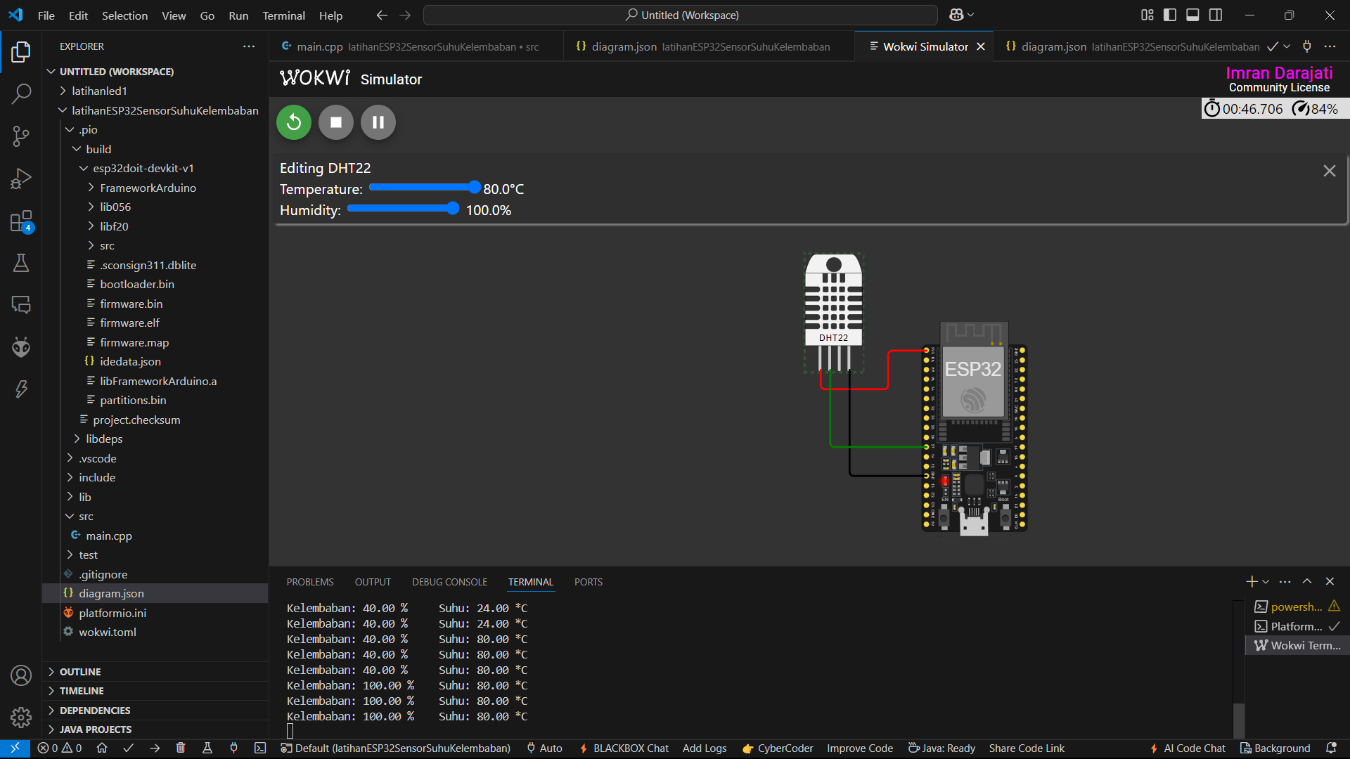 File Edit Selection View Go Run Terminal Help
Untitled (Workspace)
EXPLORER
UNTITLED (WORKSPACE)
latihanled1
latihanESP32SensorSuhuKelembaban
.pio
build
esp32doit-devkit-v1
FrameworkArduino
lib056
libf20
src
.sconsign311.dblite
bootloader.bin
firmware.bin
firmware.elf
firmware.map
{} idedata.json
libFrameworkArduino.a
partitions.bin
project.checksum
libdeps
.vscode
include
lib
src
main.cpp
test
.gitignore
{} diagram.json
platformio.ini
wokwi.toml
OUTLINE
TIMELINE
DEPENDENCIES
JAVA PROJECTS
4
main.cpp latihanESP32SensorSuhuKelembaban • src
{} diagram.json latihanESP32SensorSuhuKelembaban
Wokwi Simulator
{} diagram.json latihanESP32SensorSuhuKelembaban
WOKWi Simulator
Imran Darajati
Community License
00:46.706 84%
Editing DHT22
Temperature: 80.0°C
Humidity: 100.0%
DHT22
ESP32
PROBLEMS OUTPUT DEBUG CONSOLE TERMINAL PORTS
Kelembaban: 40.00 % Suhu: 24.00 *C
Kelembaban: 40.00 % Suhu: 24.00 *C
Kelembaban: 40.00 % Suhu: 80.00 *C
Kelembaban: 40.00 % Suhu: 80.00 *C
Kelembaban: 40.00 % Suhu: 80.00 *C
Kelembaban: 100.00 % Suhu: 80.00 *C
Kelembaban: 100.00 % Suhu: 80.00 *C
Kelembaban: 100.00 % Suhu: 80.00 *C
powersh...
Platform...
Wokwi Term...
0 0 Default (latihanESP32SensorSuhuKelembaban) Auto BLACKBOX Chat Add Logs CyberCoder Improve Code Java: Ready Share Code Link AI Code Chat Background